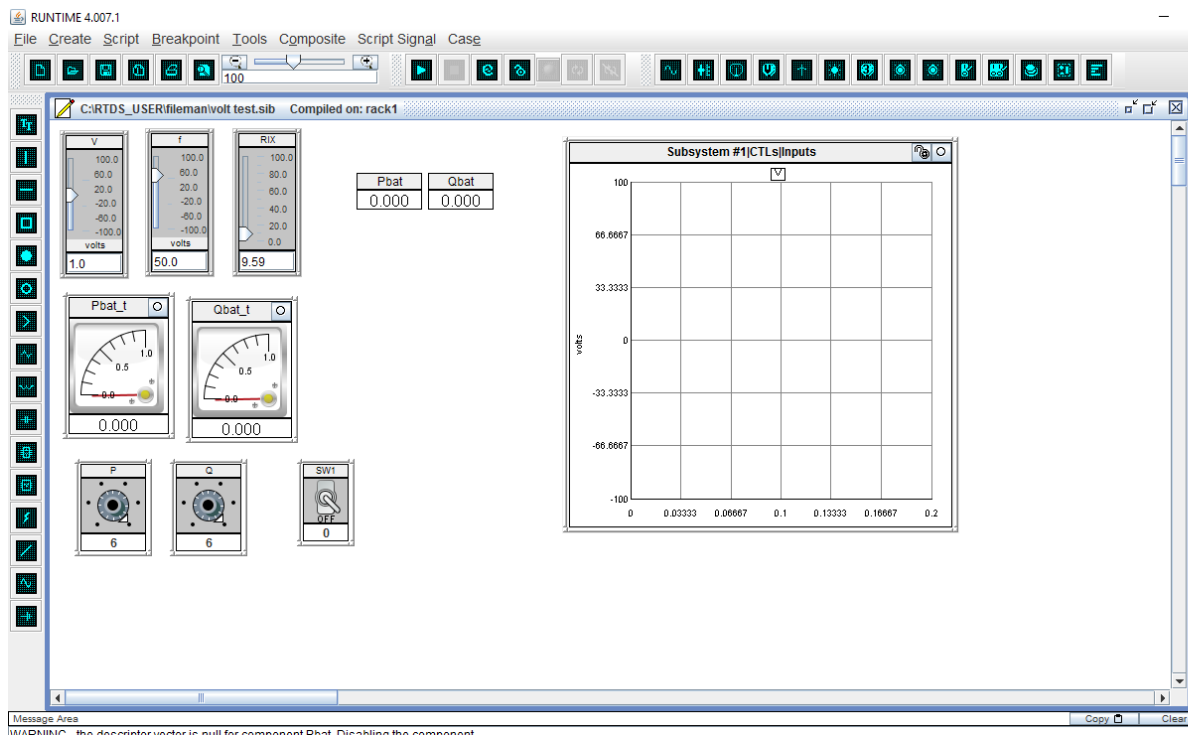 RUNTIME 4.007.1
File Create Script Breakpoint Tools Composite Script Signal Case
100
C:\RTDS_USER\fileman\volt test.sib Compiled on: rack1
V
100.0
60.0
20.0
-20.0
-60.0
-100.0
volts
1.0
f
100.0
60.0
20.0
-20.0
-60.0
-100.0
volts
50.0
RIX
100.0
80.0
60.0
40.0
20.0
0.0
9.59
Pbat
0.000
Qbat
0.000
Subsystem #1|CTLs|Inputs
V
100
66.6667
33.3333
0
-33.3333
-66.6667
-100
volts
0 0.03333 0.06667 0.1 0.13333 0.16667 0.2
Pbat_t
1.0
0.5
0.0
0.000
Qbat_t
1.0
0.5
0.0
0.000
P
6
Q
6
SW1
OFF
0
Message Area
Copy
Clear
WARNING the descriptor vector is null for component Pbat. Disabling the component